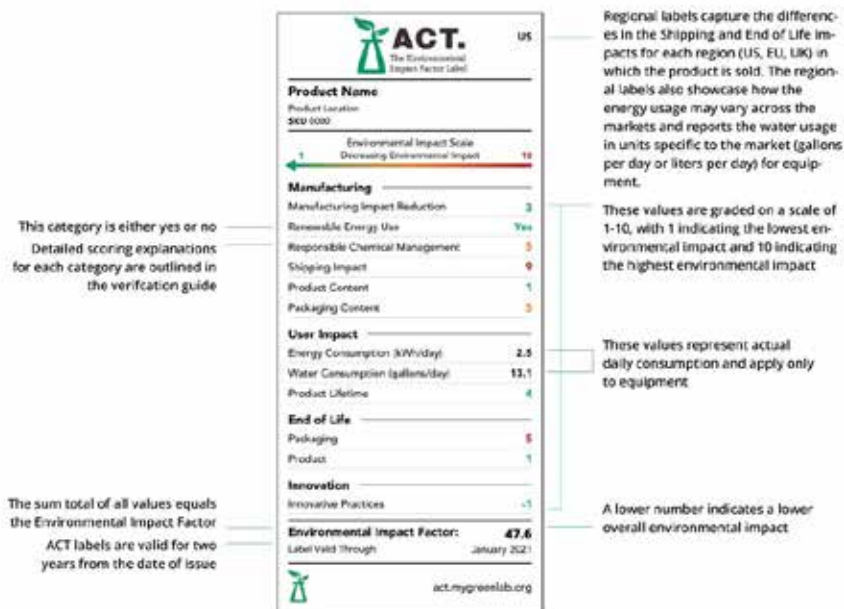 ACT.
The Environmental
Impact Factor Label
US
Product Name
Product Location
SKU 0000
Environmental Impact Scale
Decreasing Environmental Impact
1
10
Manufacturing
Manufacturing Impact Reduction 3
Renewable Energy Use Yes
Responsible Chemical Management 5
Shipping Impact 9
Product Content 1
Packaging Content 5
User Impact
Energy Consumption (kWh/day) 2.5
Water Consumption (gallons/day) 13.1
Product Lifetime 4
End of Life
Packaging 5
Product 1
Innovation
Innovative Practices -1
Environmental Impact Factor: 47.6
Label Valid Through January 2021
act.mygreenlab.org
This category is either yes or no
Detailed scoring explanations
for each category are outlined in
the verifcation guide
The sum total of all values equals
the Environmental Impact Factor
ACT labels are valid for two
years from the date of issue
Regional labels capture the differenc-
es in the Shipping and End of Life Im-
pacts for each region (US, EU, UK) in
which the product is sold. The region-
al labels also showcase how the
energy usage may vary across the
markets and reports the water usage
in units specific to the market (gallons
per day or liters per day) for equip-
ment.
These values are graded on a scale of
1-10, with 1 indicating the lowest en-
vironmental impact and 10 indicating
the highest environmental impact
These values represent actual
daily consumption and apply only
to equipment
A lower number indicates a lower
overall environmental impact